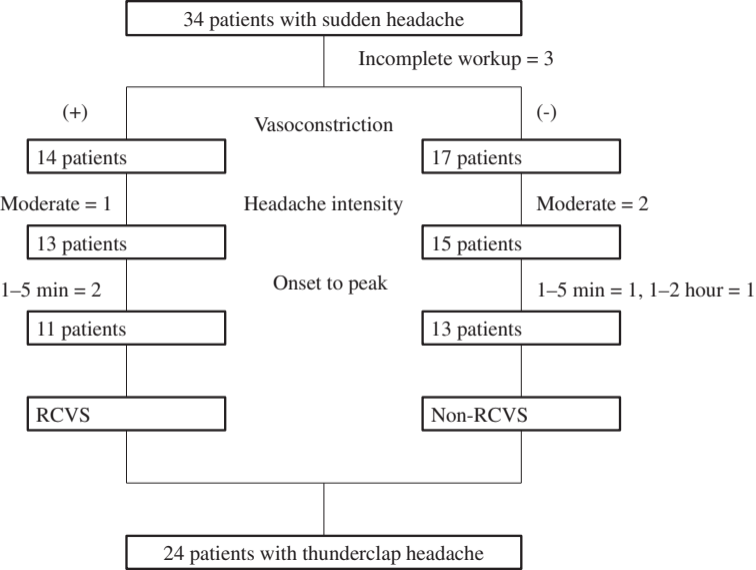 34 patients with sudden headache
Incomplete workup = 3
(+)
(-)
Vasoconstriction
14 patients
17 patients
Moderate = 1
Headache intensity
Moderate = 2
13 patients
15 patients
Onset to peak
1–5 min = 2
1–5 min = 1, 1–2 hour = 1
11 patients
13 patients
RCVS
Non-RCVS
24 patients with thunderclap headache